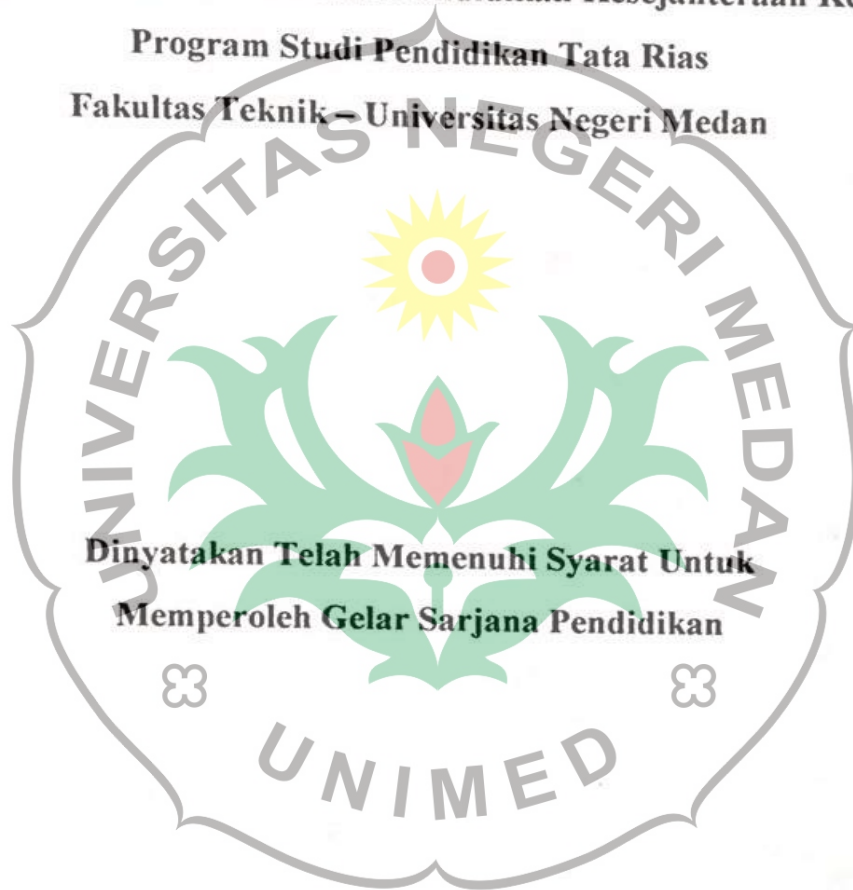 Kesejahteraan
Program Studi Pendidikan Tata Rias
Fakultas Teknik – Universitas Negeri Medan
UNIVERSITAS NEGERI MEDAN
Dinyatakan Telah Memenuhi Syarat Untuk
Memperoleh Gelar Sarjana Pendidikan
UNIMED